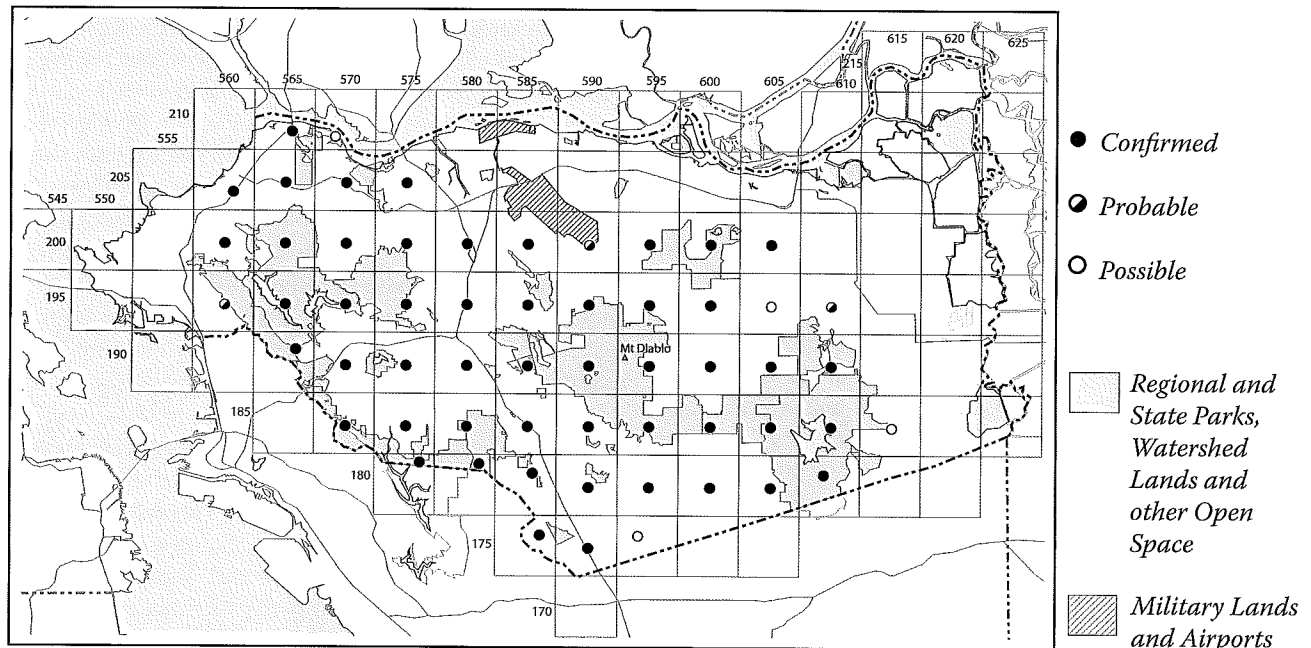 615
620
625
215
610
560
565
570
575
580
585
590
595
600
605
210
555
205
545
550
200
195
190
185
180
175
170
Mt Diablo
Confirmed
Probable
Possible
Regional and
State Parks,
Watershed
Lands and
other Open
Space
Military Lands
and Airports